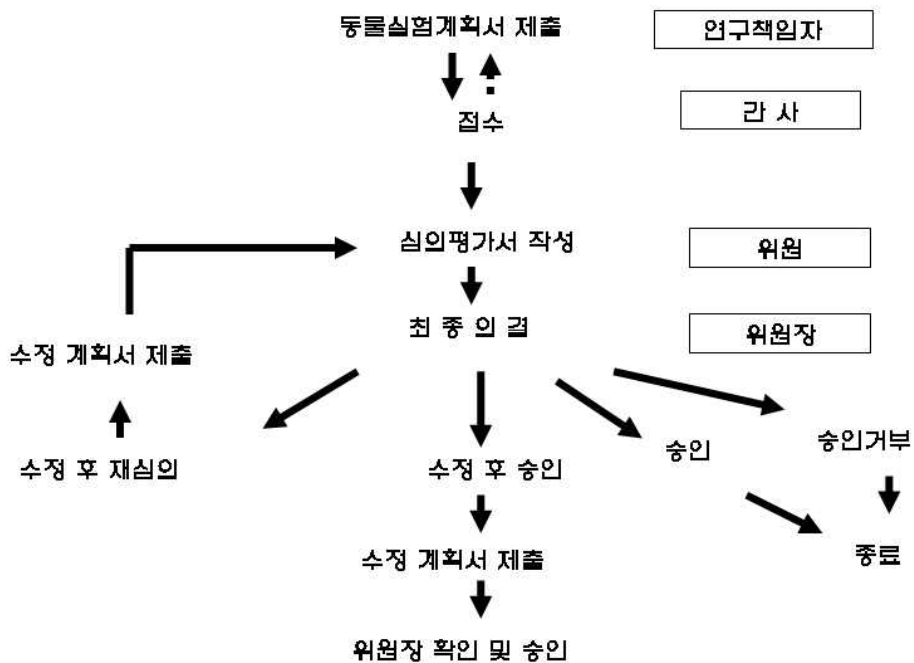 동물실험계획서 제출
연구책임자
간 사
접수
심의평가서 작성
위원
최 종 의 결
위원장
수정 계획서 제출
승인
승인거부
수정 후 재심의
수정 후 승인
수정 계획서 제출
종료
위원장 확인 및 승인